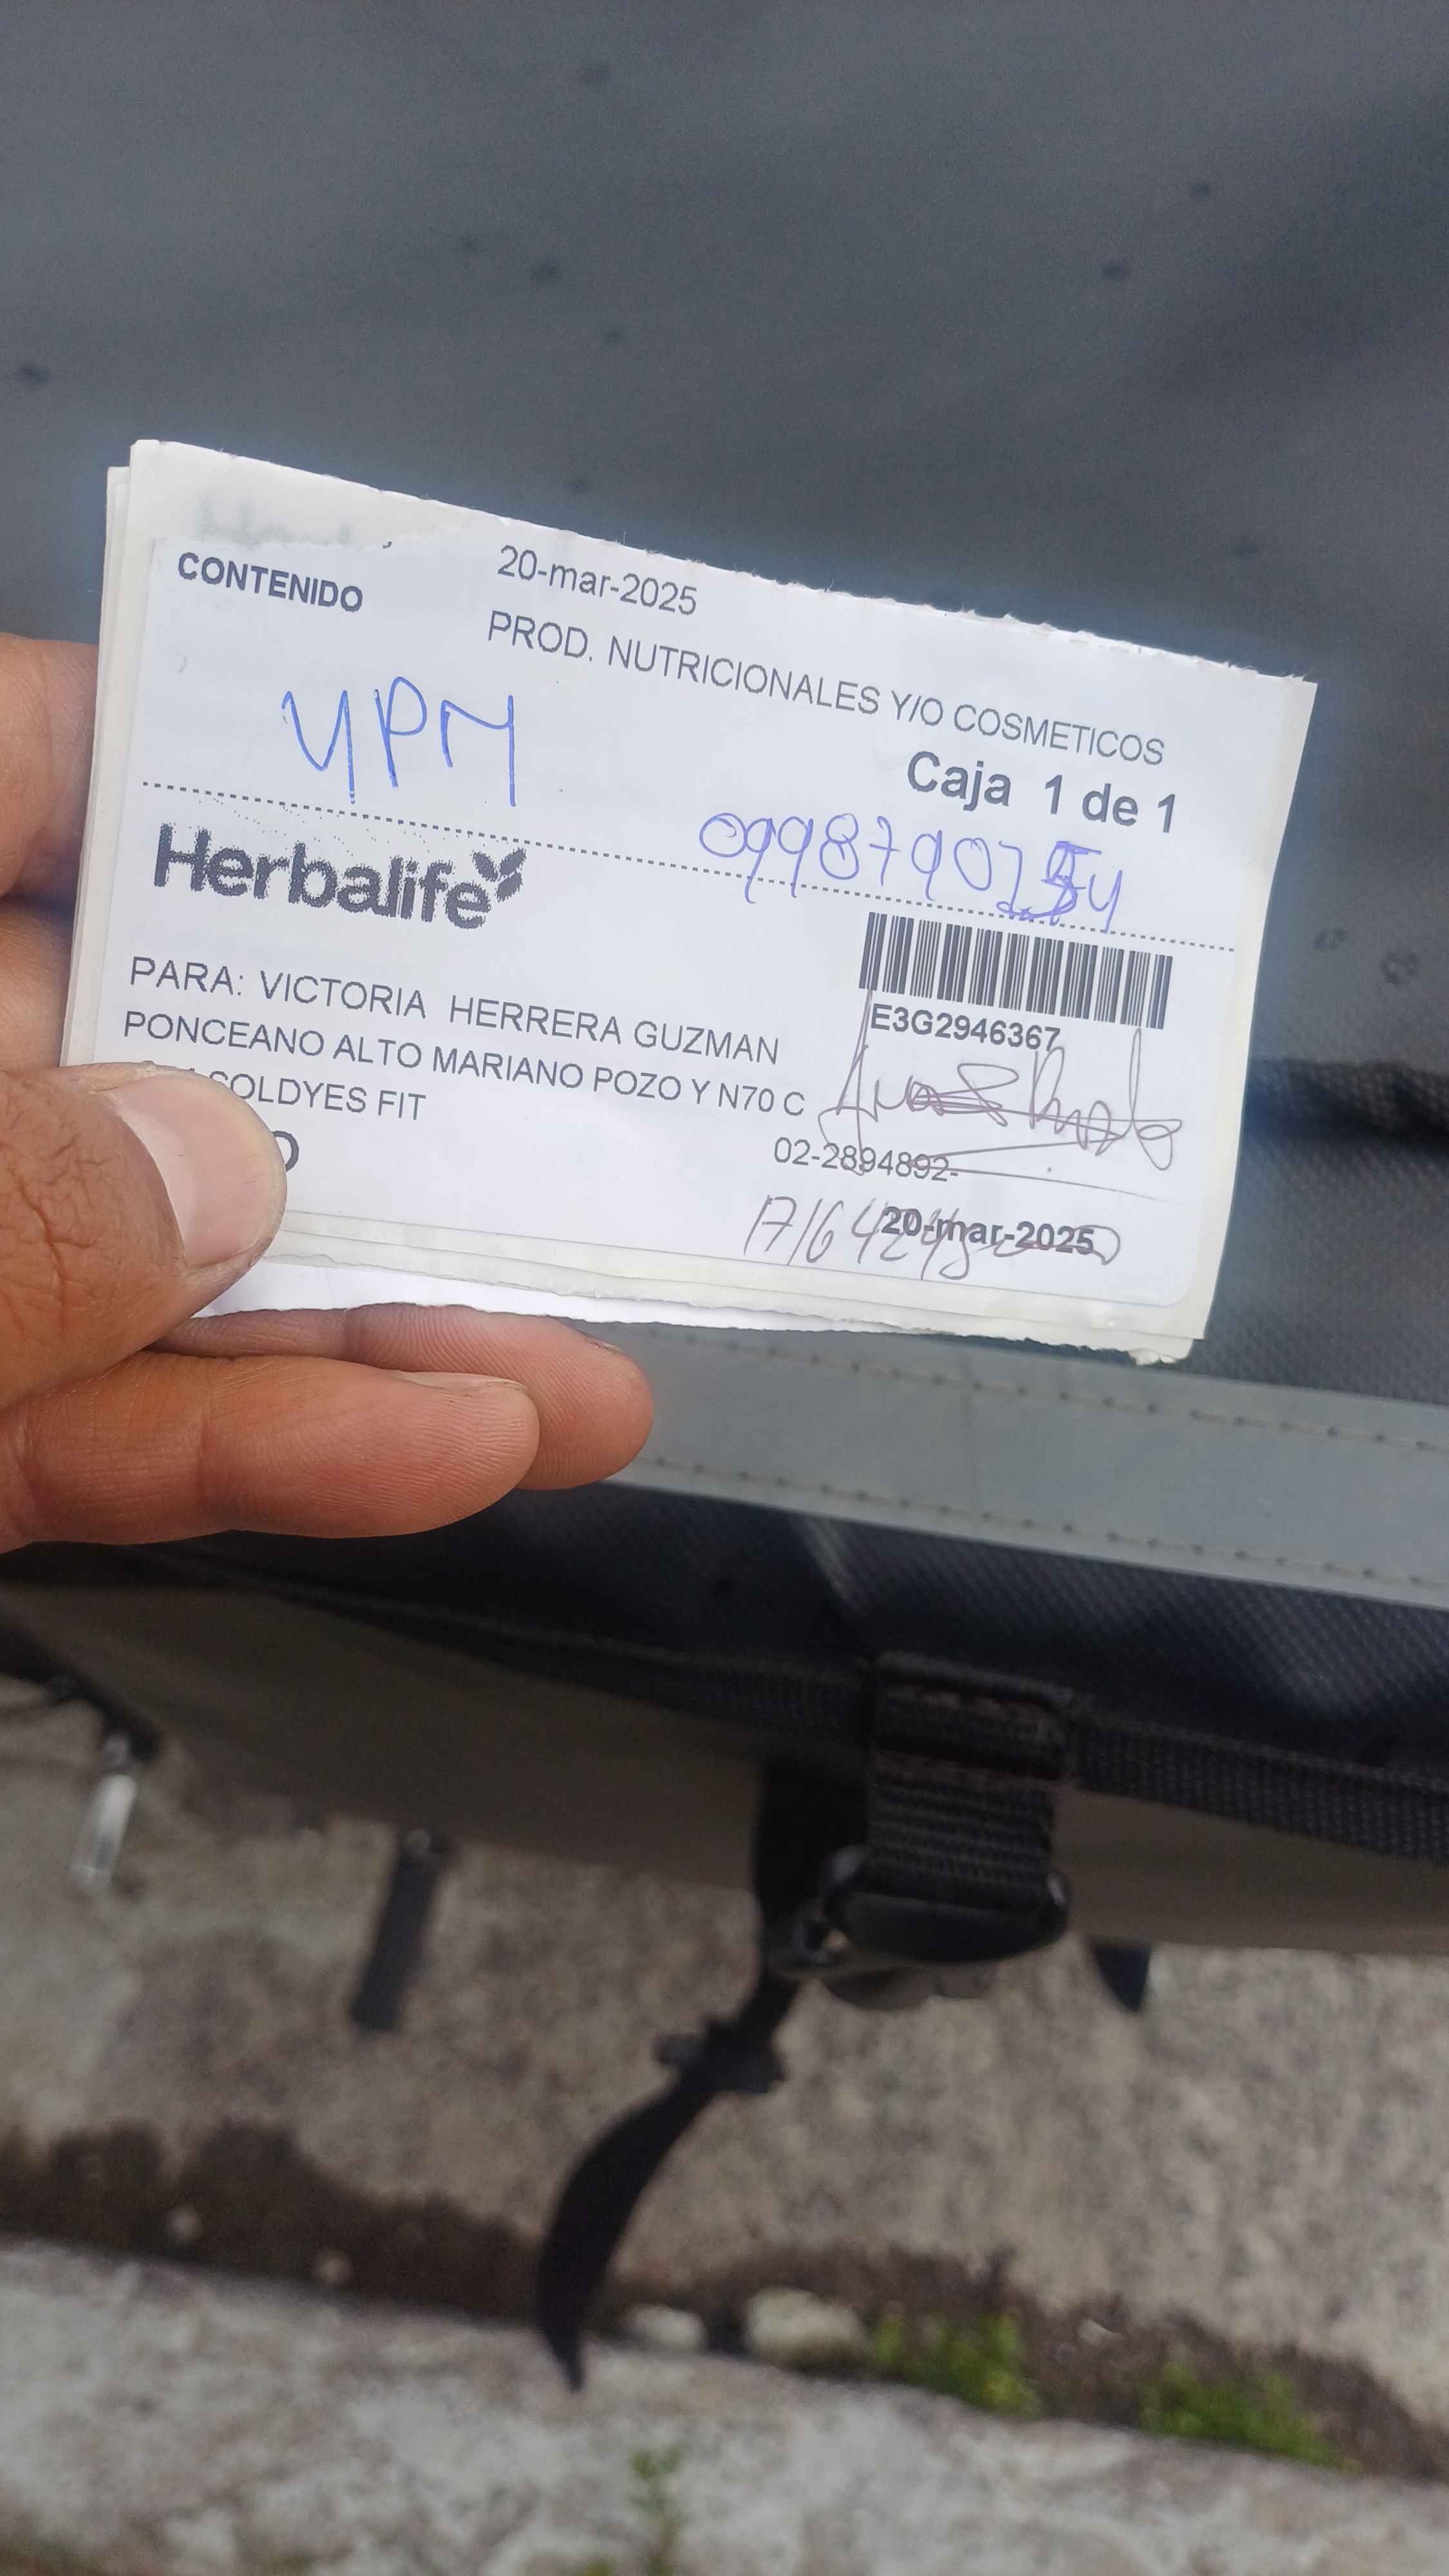 20-mar-2025
CONTENIDO
PROD. NUTRICIONALES Y/O COSMETICOS
4PM
Caja 1 de 1
Herbalife
E3G2946367
PARA: VICTORIA HERRERA GUZMAN
PONCEANO ALTO MARIANO POZO Y N70 C
SOLDYES FIT
02-2894892-
20-mar-2025